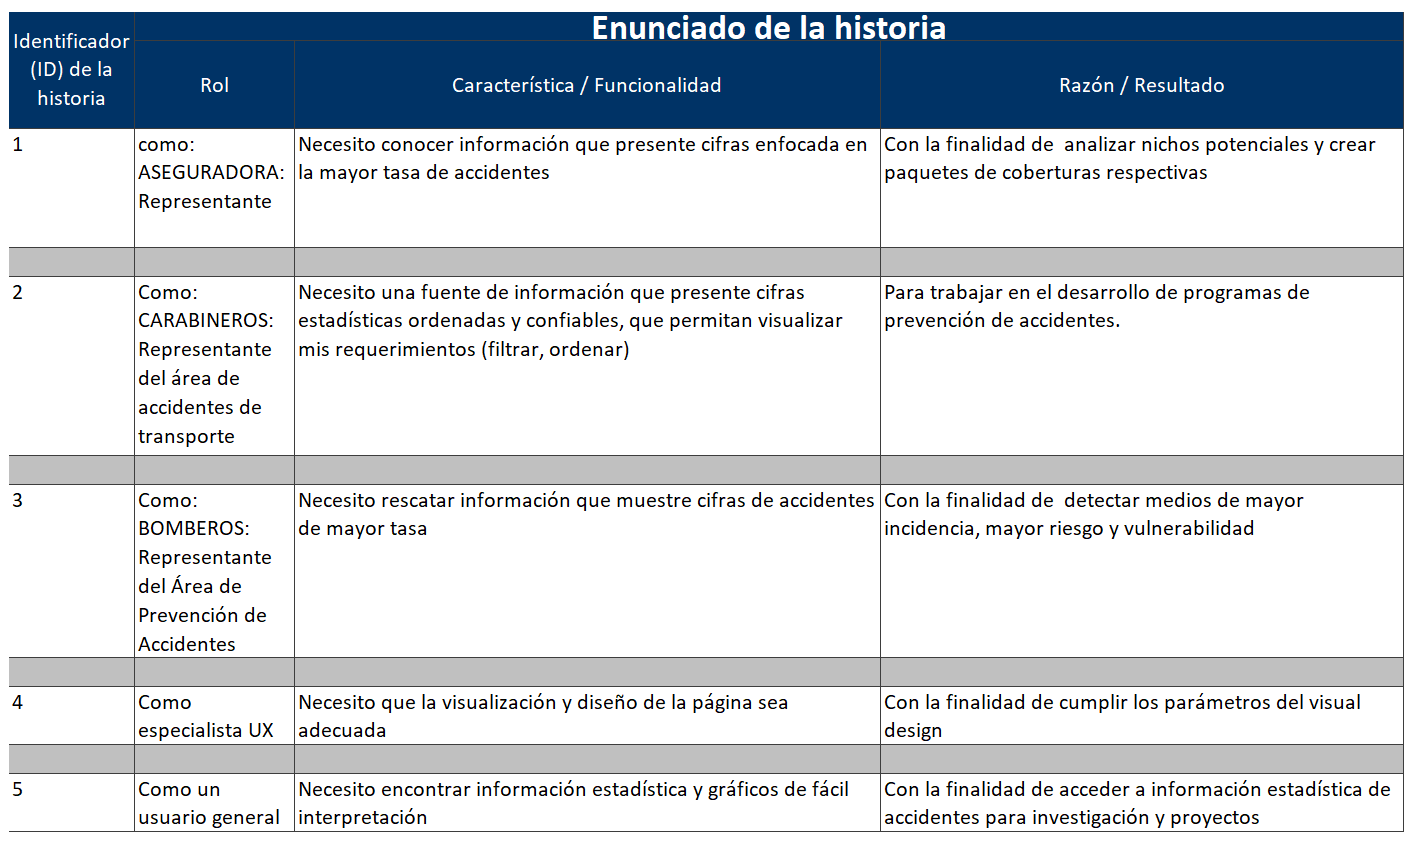 Enunciado de la historia
Identificador
(ID) de la
historia
Rol
Característica / Funcionalidad
Razón / Resultado
1
como:
ASEGURADORA:
Representante
Necesito conocer información que presente cifras enfocada en
la mayor tasa de accidentes
Con la finalidad de  analizar nichos potenciales y crear
paquetes de coberturas respectivas
2
Como:
CARABINEROS:
Representante
del área de
accidentes de
transporte
Necesito una fuente de información que presente cifras
estadísticas ordenadas y confiables, que permitan visualizar
mis requerimientos (filtrar, ordenar)
Para trabajar en el desarrollo de programas de
prevención de accidentes.
3
Como:
BOMBEROS:
Representante
del Área de
Prevención de
Accidentes
Necesito rescatar información que muestre cifras de accidentes
de mayor tasa
Con la finalidad de  detectar medios de mayor
incidencia, mayor riesgo y vulnerabilidad
4
Como
especialista UX
Necesito que la visualización y diseño de la página sea
adecuada
Con la finalidad de cumplir los parámetros del visual
design
5
Como un
usuario general
Necesito encontrar información estadística y gráficos de fácil
interpretación
Con la finalidad de acceder a información estadística de
accidentes para investigación y proyectos